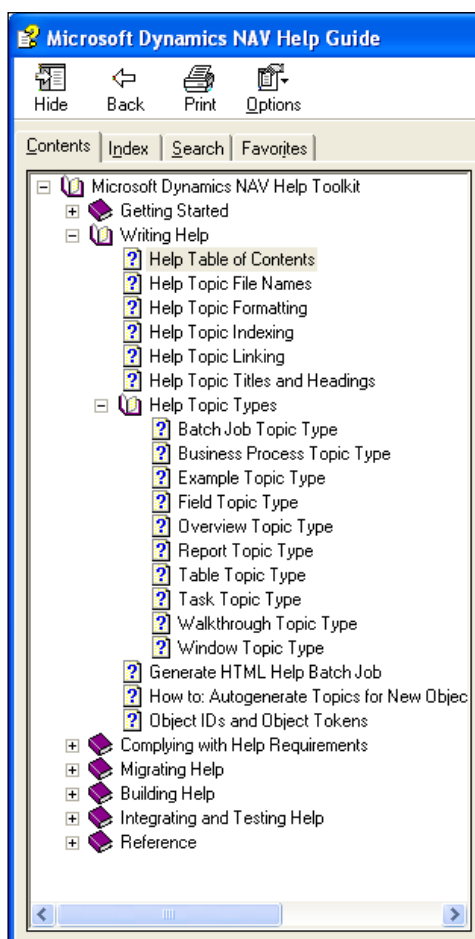 Microsoft Dynamics NAV Help Guide
Hide Back Print Options
Contents Index Search Favorites
Microsoft Dynamics NAV Help Toolkit
Getting Started
Writing Help
Help Table of Contents
Help Topic File Names
Help Topic Formatting
Help Topic Indexing
Help Topic Linking
Help Topic Titles and Headings
Help Topic Types
Batch Job Topic Type
Business Process Topic Type
Example Topic Type
Field Topic Type
Overview Topic Type
Report Topic Type
Table Topic Type
Task Topic Type
Walkthrough Topic Type
Window Topic Type
Generate HTML Help Batch Job
How to: Autogenerate Topics for New Objec
Object IDs and Object Tokens
Complying with Help Requirements
Migrating Help
Building Help
Integrating and Testing Help
Reference